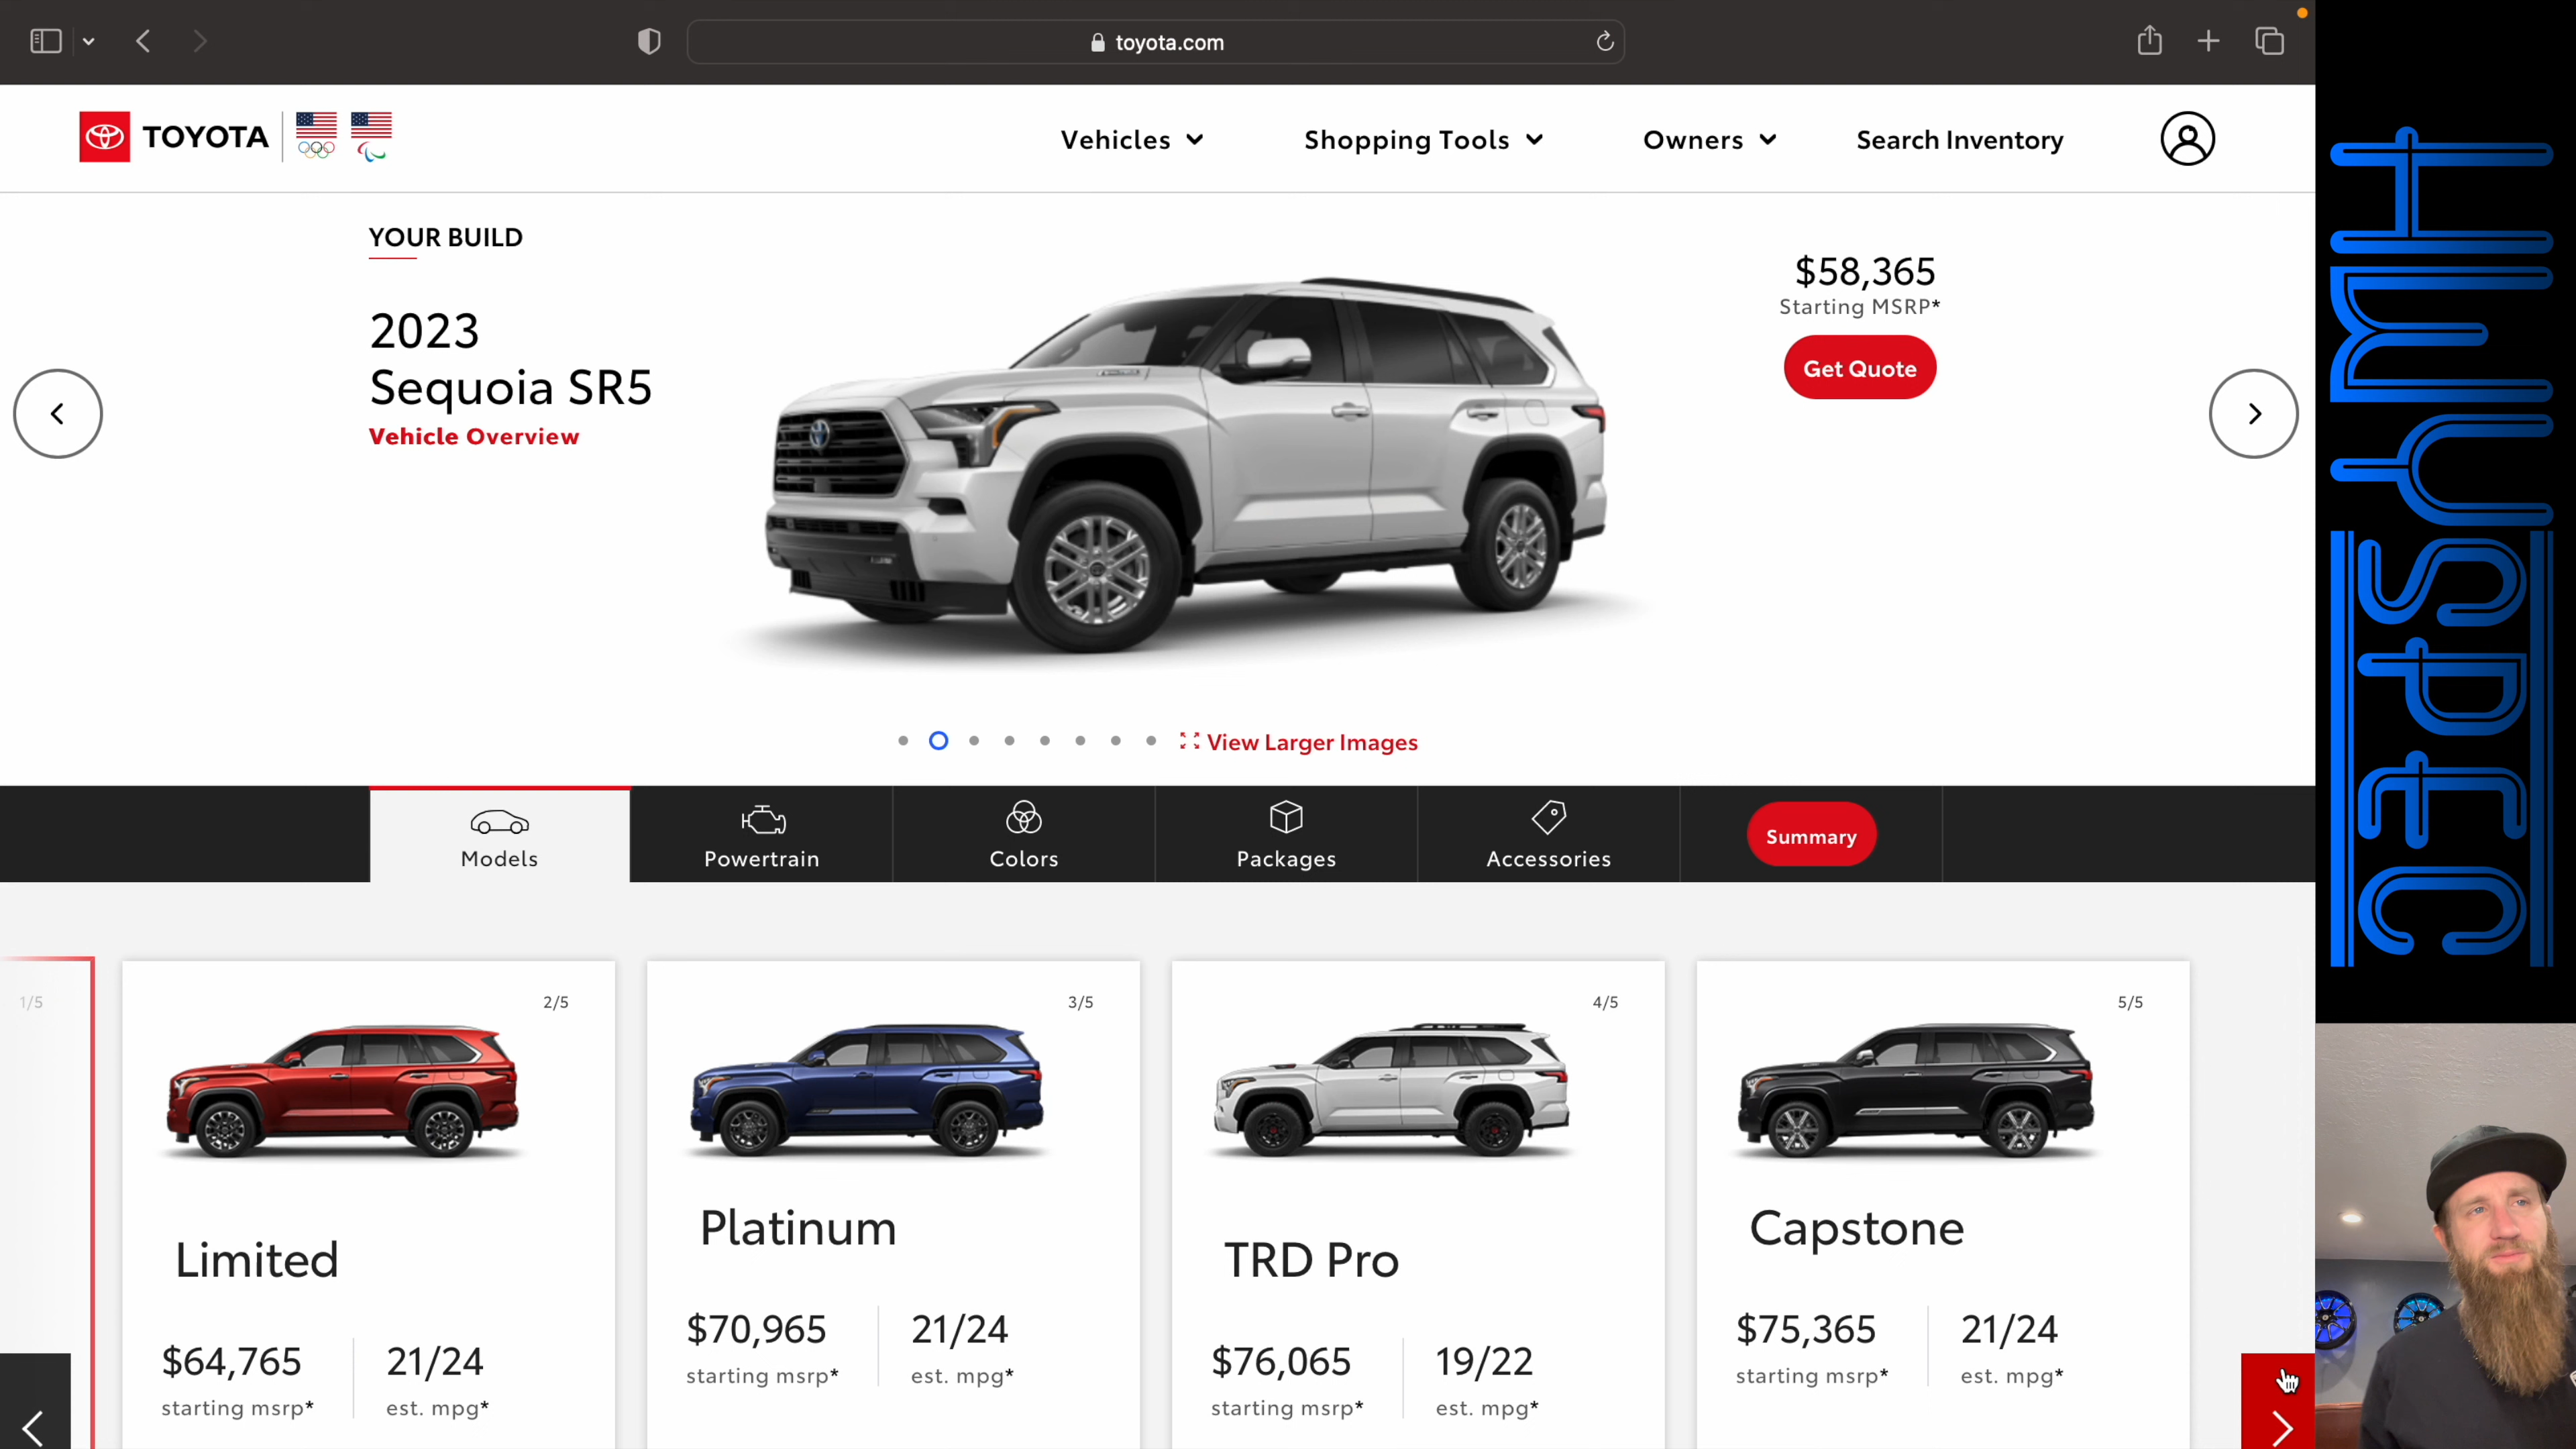 toyota.com
TOYOTA
Vehicles
Shopping Tools
Owners
Search Inventory
YOUR BUILD
2023
Sequoia SR5
Vehicle Overview
$58,365
Starting MSRP*
Get Quote
View Larger Images
Models
Powertrain
Colors
Packages
Accessories
Summary
1/5
2/5
Limited
$64,765
starting msrp*
21/24
est. mpg*
3/5
Platinum
$70,965
starting msrp*
21/24
est. mpg*
4/5
TRD Pro
$76,065
starting msrp*
19/22
est. mpg*
5/5
Capstone
$75,365
starting msrp*
21/24
est. mpg*